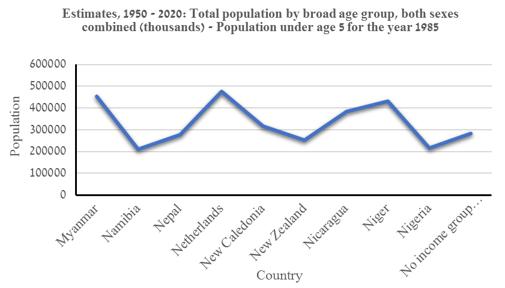 Estimates, 1950 - 2020: Total population by broad age group, both sexes
combined (thousands) - Population under age 5 for the year 1985
600000
500000
400000
300000
200000
100000
0
Population
Myanmar
Namibia
Nepal
Netherlands
New Caledonia
New Zealand
Nicaragua
Niger
Nigeria
No income group...
Country